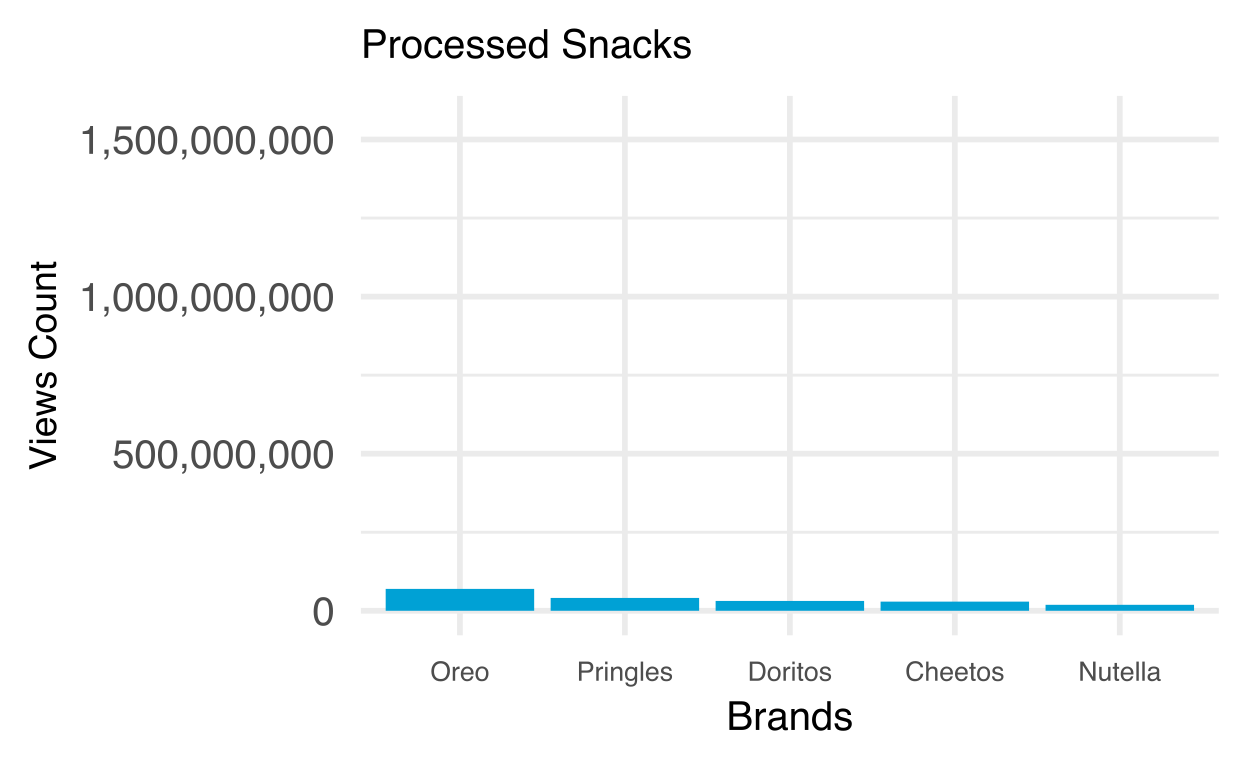 Processed Snacks
1,500,000,000
1,000,000,000
500,000,000
0
Views Count
Oreo Pringles Doritos Cheetos Nutella
Brands